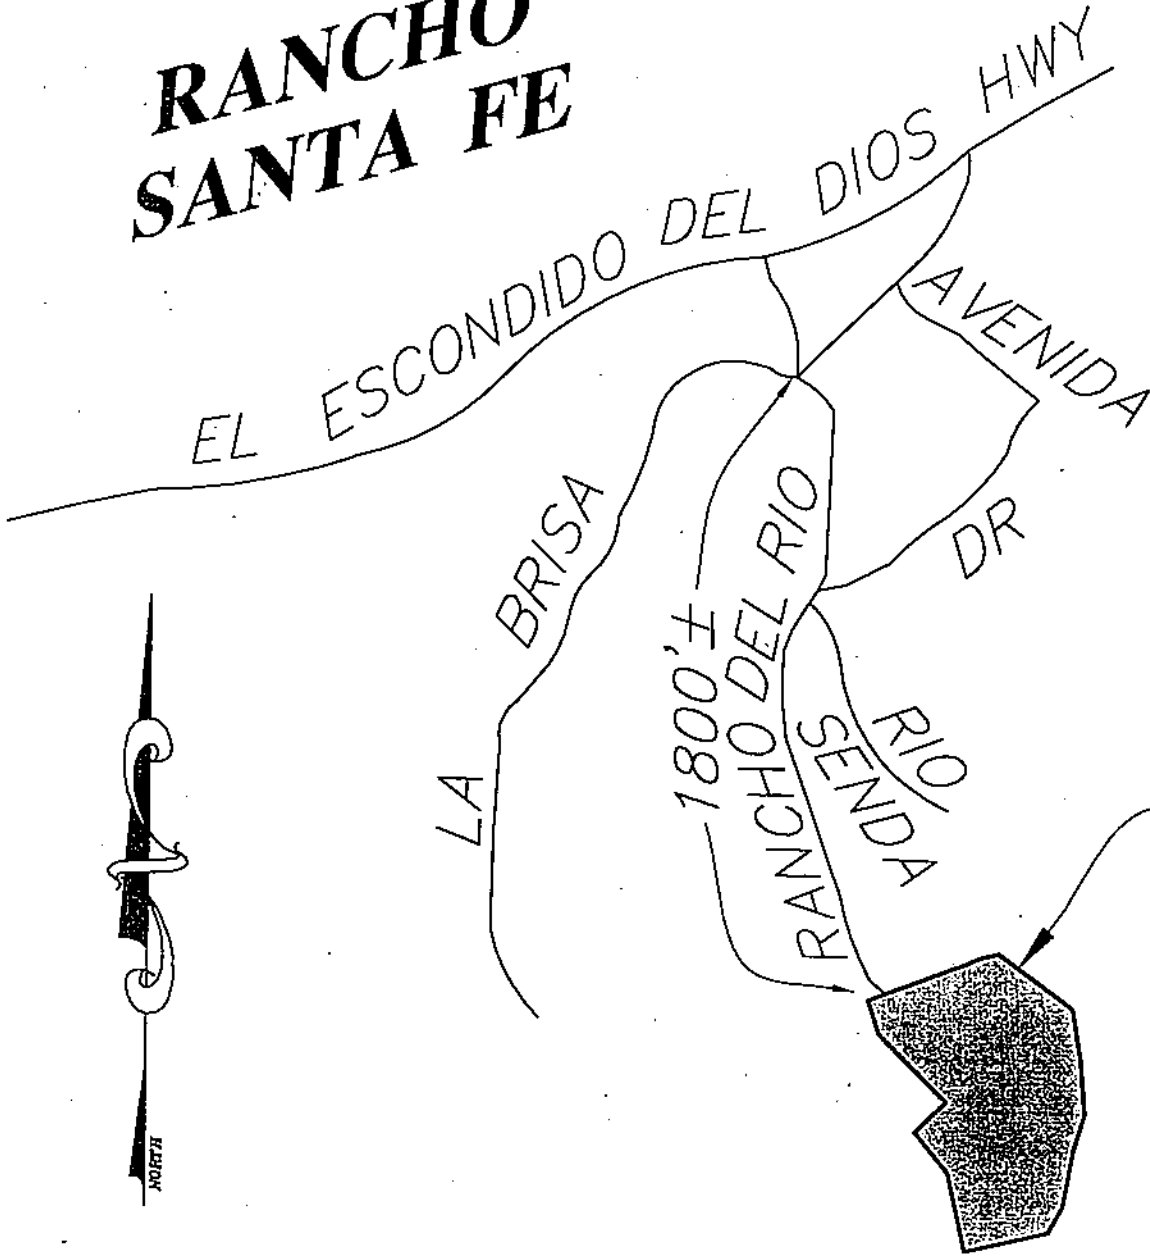 RANCHO
SANTA FE
EL ESCONDIDO DEL DIOS HWY
AVENIDA
DR
LA BRISA
1800'±
RANCHO DEL RIO
RIO
SENDA
NORTH